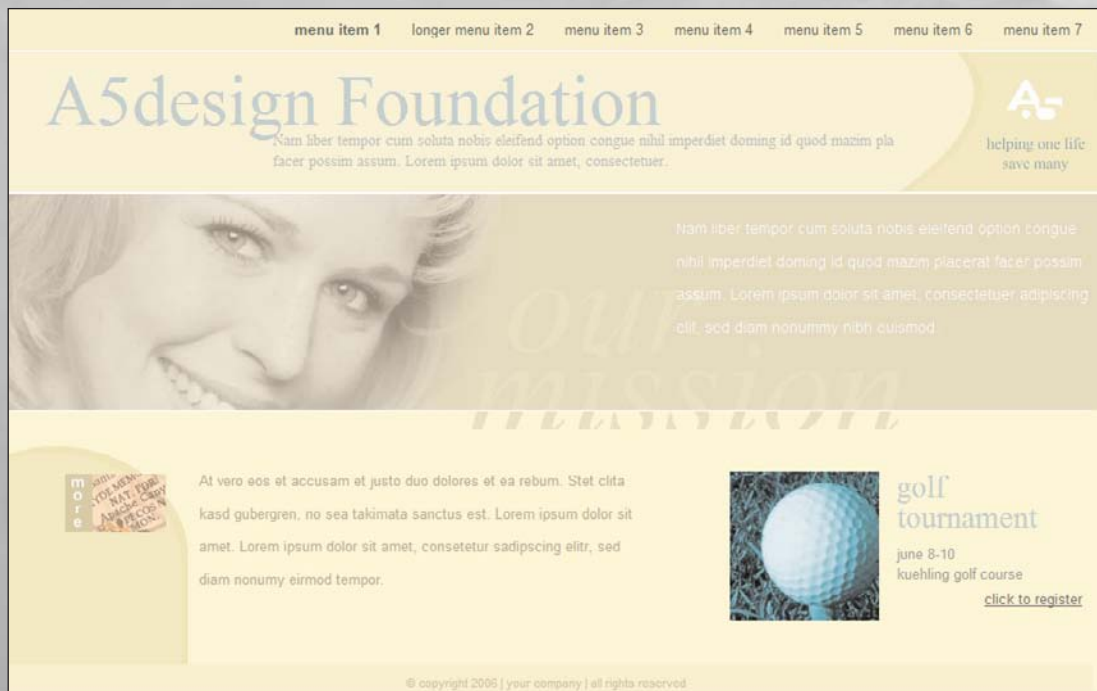 menu item 1 longer menu item 2 menu item 3 menu item 4 menu item 5 menu item 6 menu item 7
A5design Foundation
Nam liber tempor cum soluta nobis eleifend option congue nihil imperdiet doming id quod mazim pla
facer possim assum. Lorem ipsum dolor sit amet, consectetuer.
A5
helping one life
save many
Nam liber tempor cum soluta nobis eleifend option congue
nihil imperdiet doming id quod mazim placerat facer possim
assum. Lorem ipsum dolor sit amet, consectetuer adipiscing
elit, sed diam nonummy nibh euismod.
our
mission
more
NAT.
Apache
PECOS N
MON.
At vero eos et accusam et justo duo dolores et ea rebum. Stet clita
kasd gubergren, no sea takimata sanctus est. Lorem ipsum dolor sit
amet. Lorem ipsum dolor sit amet, consetetur sadipscing elitr, sed
diam nonumy eirmod tempor.
golf
tournament
june 8-10
kuehling golf course
click to register
© copyright 2006 | your company | all rights reserved